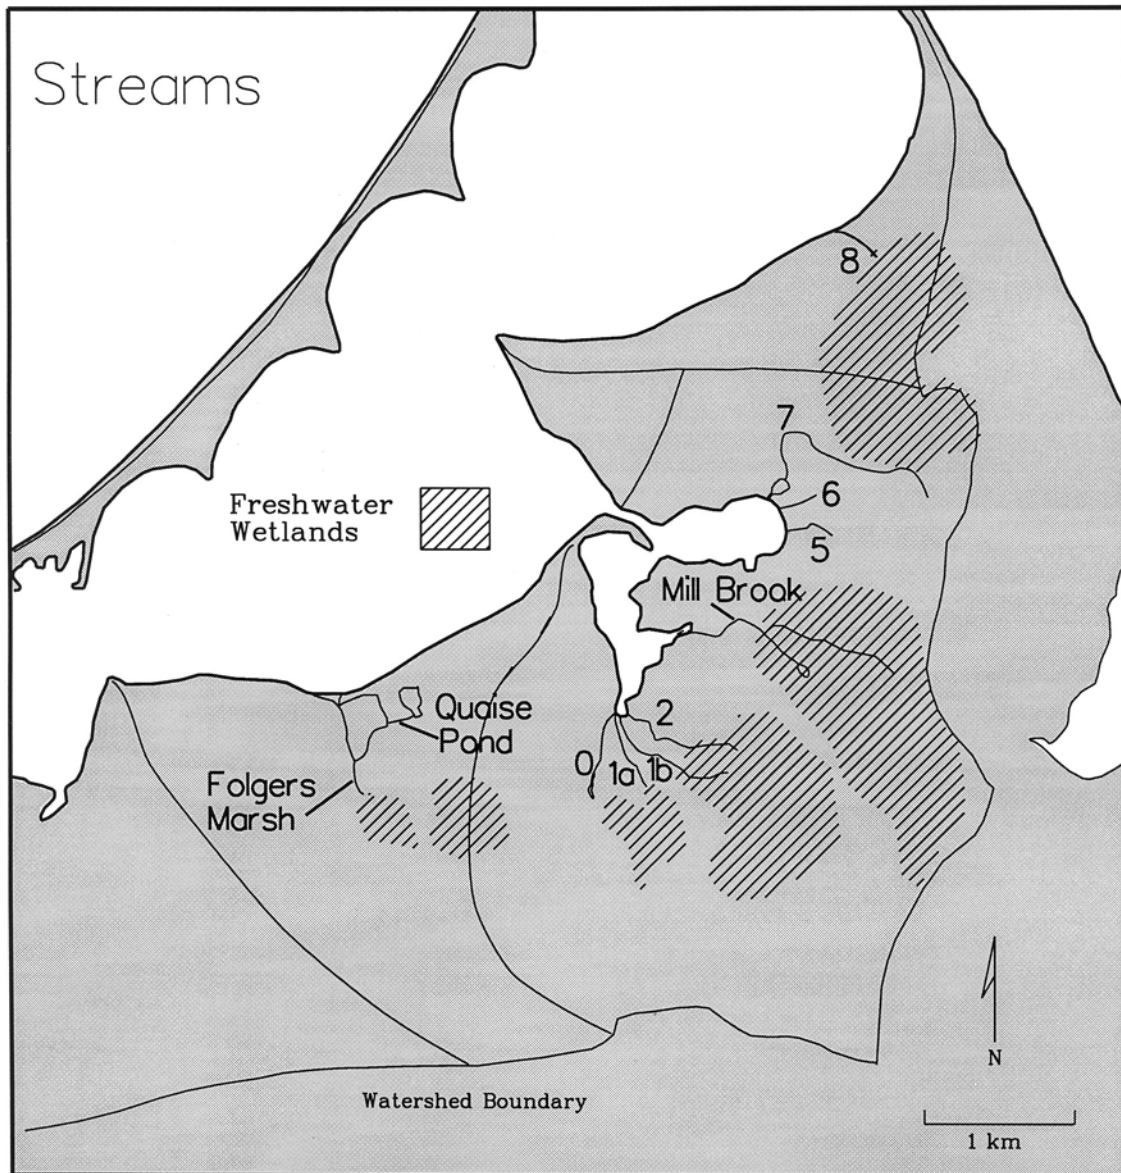 Streams
8
7
Freshwater
Wetlands
6
5
Mill Brook
Quaise
Pond
2
0
1a
1b
Folgers
Marsh
N
Watershed Boundary
1 km